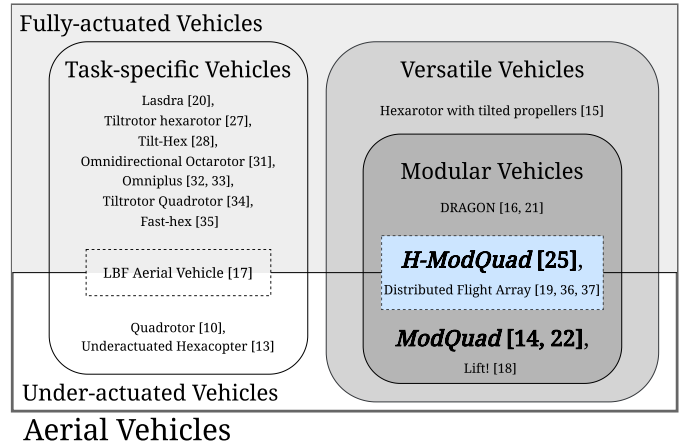 Fully-actuated Vehicles
Task-specific Vehicles
Lasdra [20],
Tiltrotor hexarotor [27],
Tilt-Hex [28],
Omnidirectional Octarotor [31],
Omniplus [32, 33],
Tiltrotor Quadrotor [34],
Fast-hex [35]
LBF Aerial Vehicle [17]
Quadrotor [10],
Underactuated Hexacopter [13]
Versatile Vehicles
Hexarotor with tilted propellers [15]
Modular Vehicles
DRAGON [16, 21]
H-ModQuad [25],
Distributed Flight Array [19, 36, 37]
ModQuad [14, 22],
Lift! [18]
Under-actuated Vehicles
Aerial Vehicles